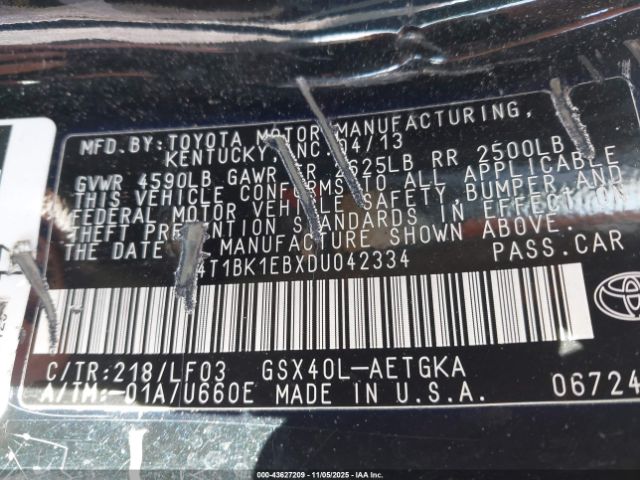 MFD.BY: TOYOTA MOTOR MANUFACTURING,
KENTUCKY, INC. 04/13
GVWR 4590LB GAWR FR 2625LB RR 2500LB
THIS VEHICLE CONFORMS TO ALL APPLICABLE
FEDERAL MOTOR VEHICLE SAFETY, BUMPER, AND
THEFT PREVENTION STANDARDS IN EFFECT ON
THE DATE OF MANUFACTURE SHOWN ABOVE.
4T1BK1EBXDU042334 PASS.CAR
C/TR:218/LF03 GSX40L-AETGKA
A/TM:-01A/U660E MADE IN U.S.A.
06724
000-43627209 - 11/05/2025 - IAAI.COM